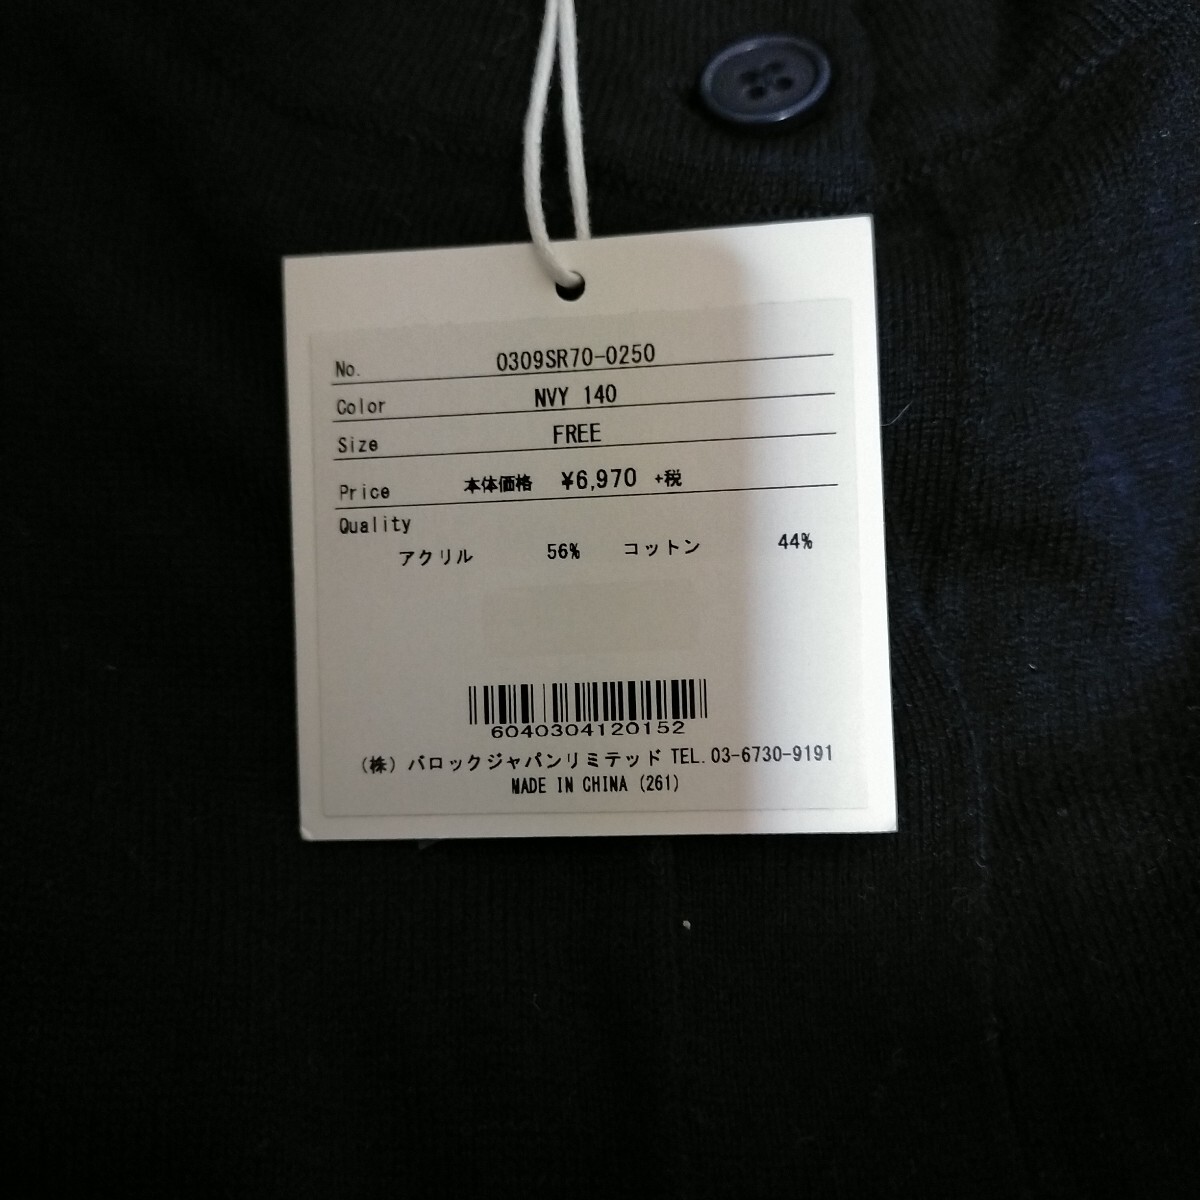 No. 0309SR70-0250
Color NVY 140
Size FREE
Price 本体価格 ¥6,970 +税
Quality
アクリル 56% コットン 44%
6040304120152
(株) バロックジャパンリミテッド TEL. 03-6730-9191
MADE IN CHINA (261)